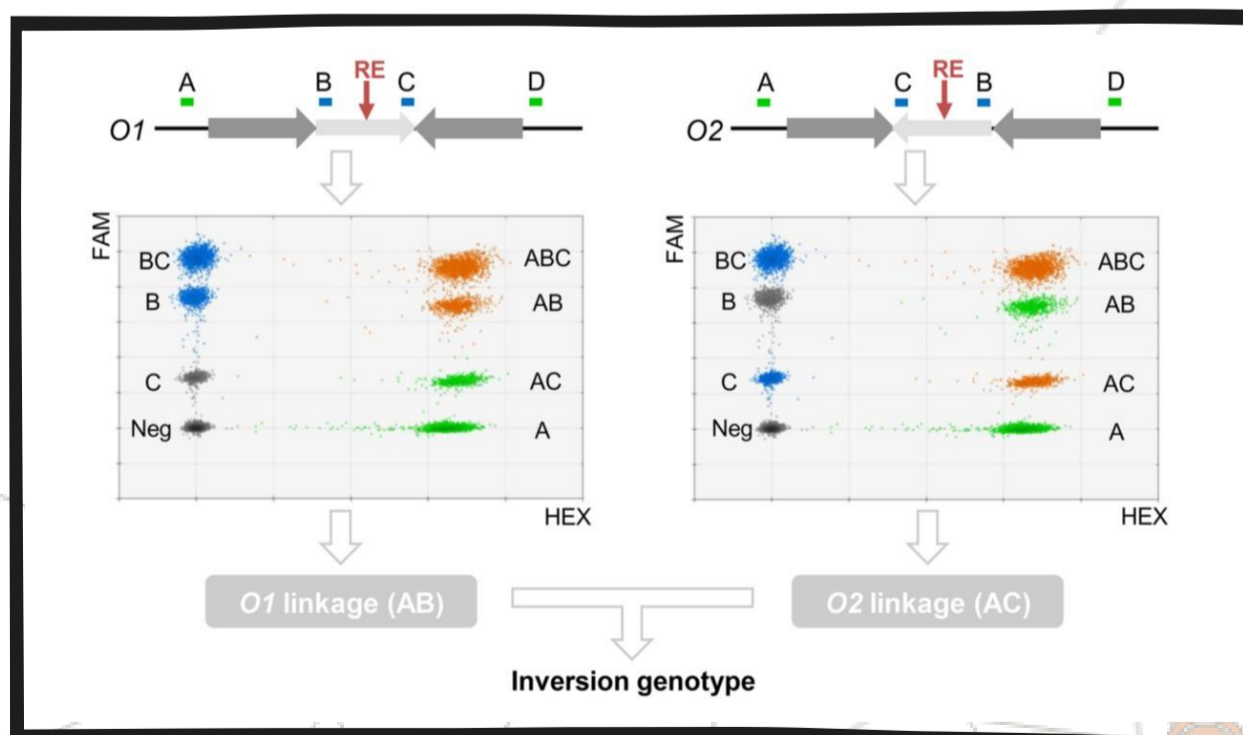 A B RE C D
O1
A C RE B D
O2
FAM
BC ABC
B AB
C AC
Neg A
HEX
FAM
BC ABC
B AB
C AC
Neg A
HEX
O1 linkage (AB)
O2 linkage (AC)
Inversion genotype